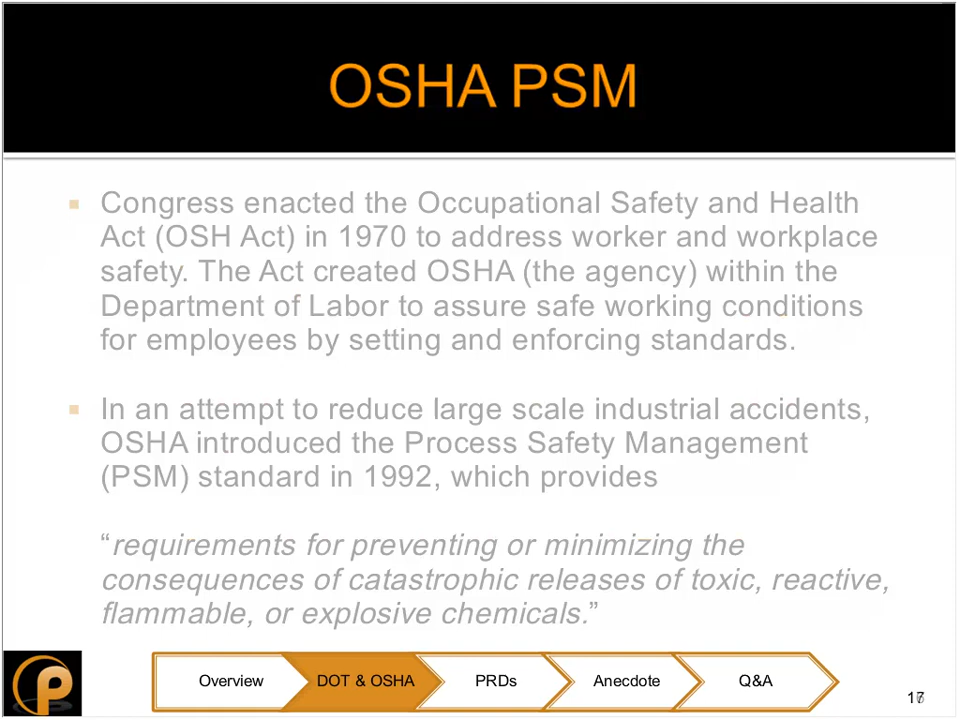 OSHA PSM
Congress enacted the Occupational Safety and Health
Act (OSH Act) in 1970 to address worker and workplace
safety. The Act created OSHA (the agency) within the
Department of Labor to assure safe working conditions
for employees by setting and enforcing standards.
In an attempt to reduce large scale industrial accidents,
OSHA introduced the Process Safety Management
(PSM) standard in 1992, which provides
“requirements for preventing or minimizing the
consequences of catastrophic releases of toxic, reactive,
flammable, or explosive chemicals.”
P
Overview
DOT & OSHA
PRDs
Anecdote
Q&A